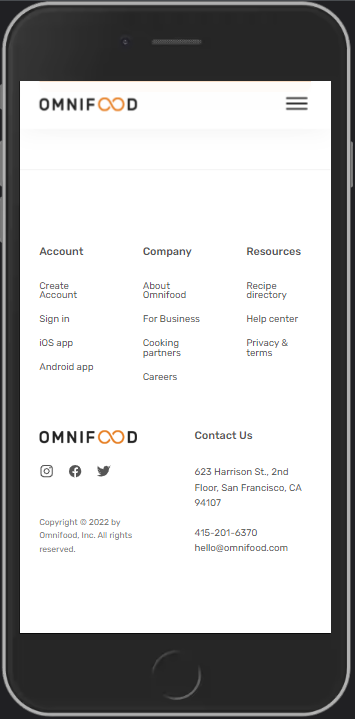 OMNIFOOD
Account
Create
Account
Sign in
iOS app
Android app
Company
About
Omnifood
For Business
Cooking
partners
Careers
Resources
Recipe
directory
Help center
Privacy &
terms
OMNIFOOD
Copyright © 2022 by
Omnifood, Inc. All rights
reserved.
Contact Us
623 Harrison St., 2nd
Floor, San Francisco, CA
94107
415-201-6370
hello@omnifood.com